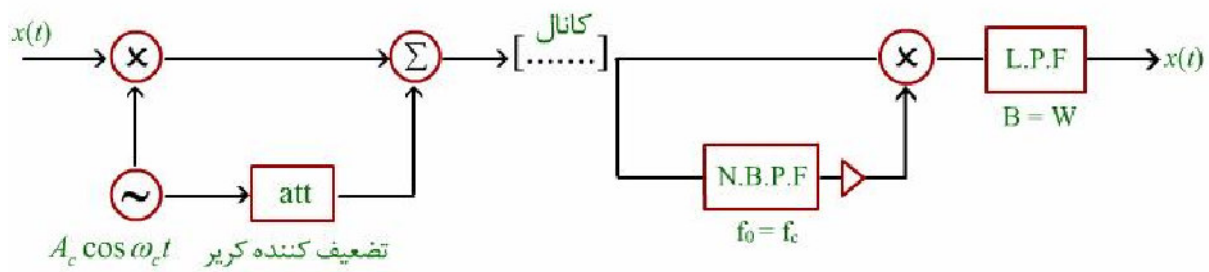 x(t)
×
Σ
کانال
[.......]
×
L.P.F
x(t)
B = W
~
att
N.B.P.F
A_c cos ω_c t
تضعیف کننده کریر
f₀ = f_c